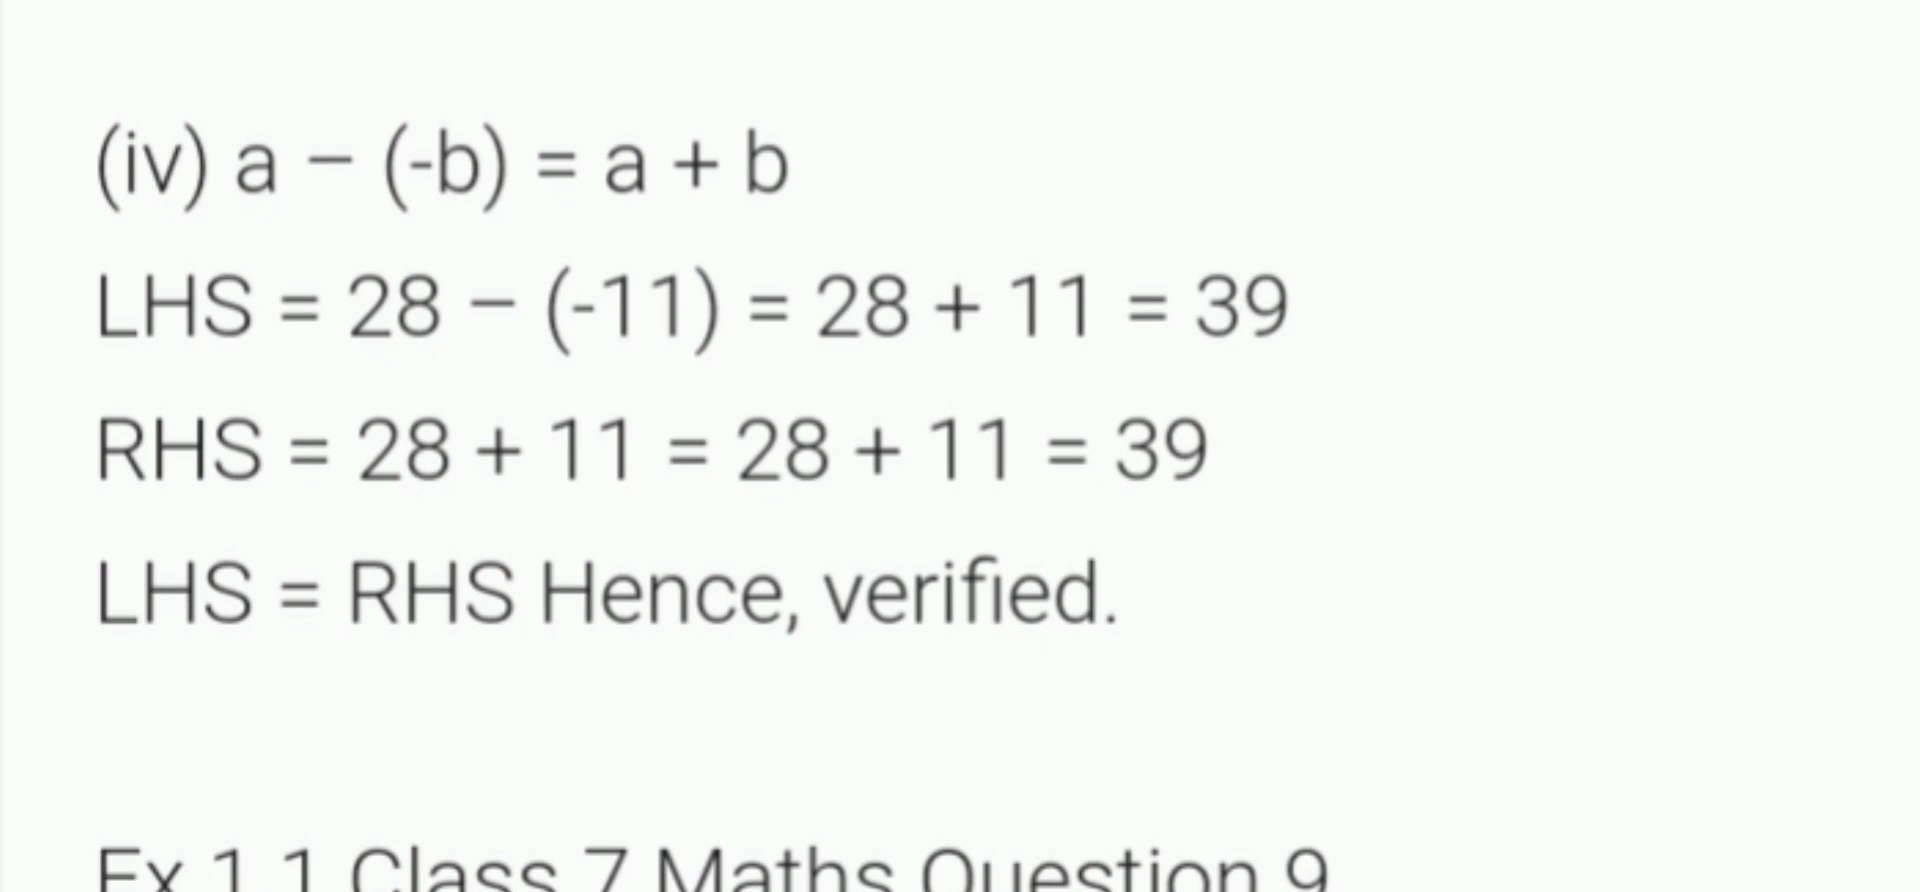 (iv) a – (-b) = a + b
LHS = 28 – (-11) = 28 + 11 = 39
RHS = 28 + 11 = 28 + 11 = 39
LHS = RHS Hence, verified.
Ex 1.1 Class 7 Maths Question 9